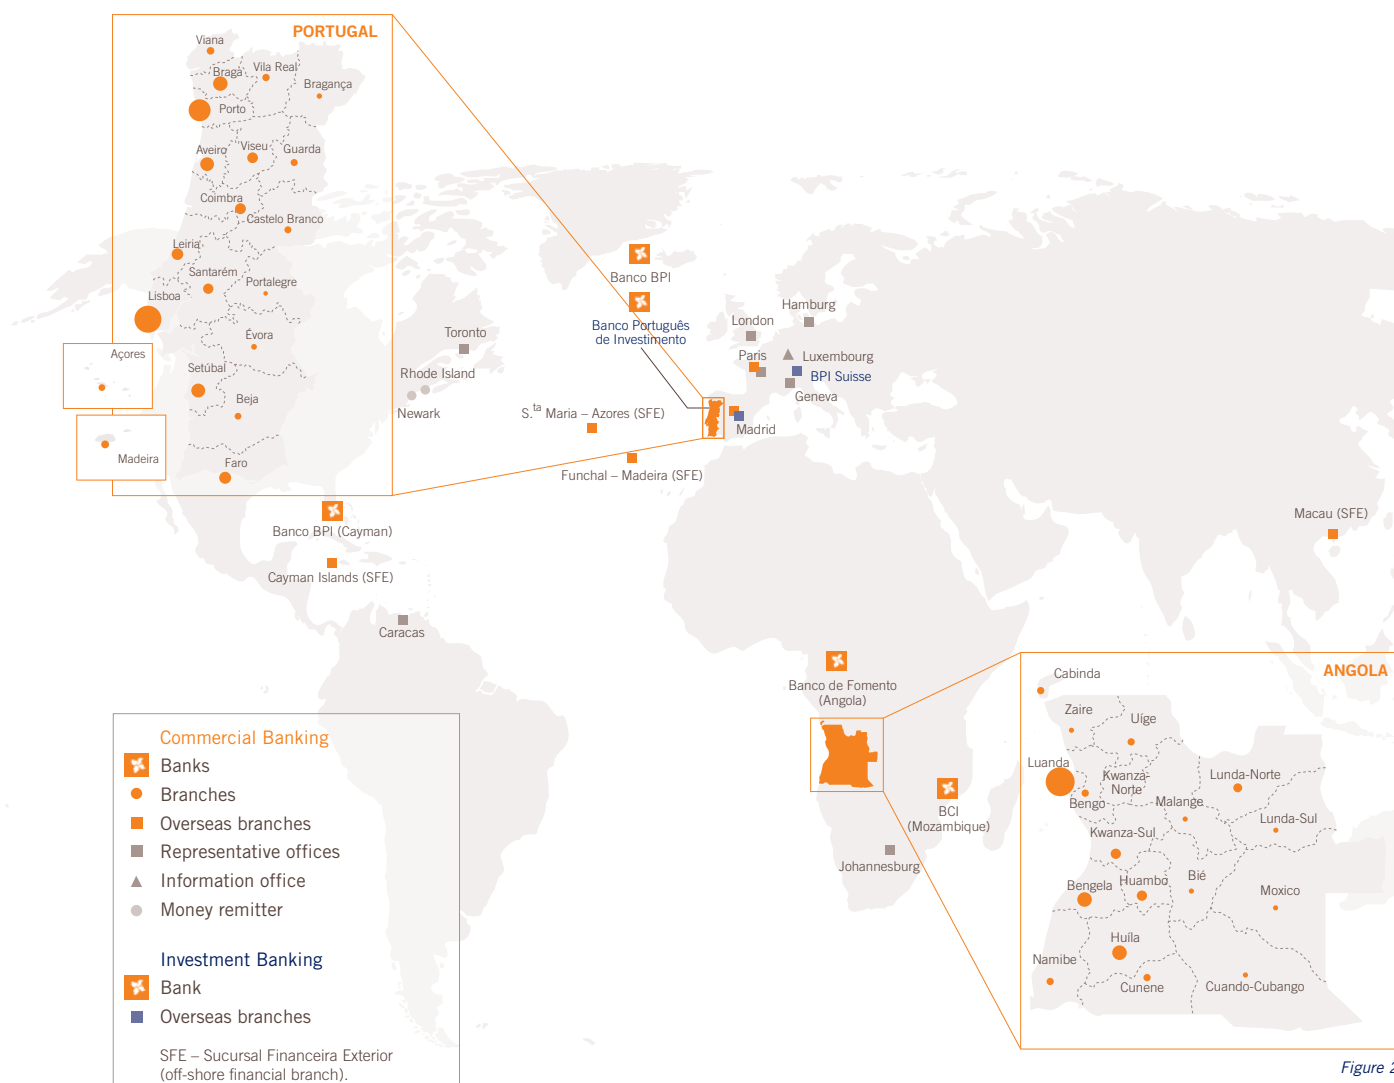 PORTUGAL
Viana
Braga
Vila Real
Bragança
Porto
Aveiro
Viseu
Guarda
Coimbra
Castelo Branco
Leiria
Santarém
Portalegre
Lisboa
Évora
Açores
Setúbal
Beja
Madeira
Faro
Banco BPI
Banco Português
de Investimento
Hamburg
London
Toronto
Paris
Luxembourg
Rhode Island
BPI Suisse
Geneva
Newark
S.ta Maria – Azores (SFE)
Madrid
Funchal – Madeira (SFE)
Banco BPI (Cayman)
Cayman Islands (SFE)
Macau (SFE)
Caracas
Banco de Fomento
(Angola)
BCI
(Mozambique)
Johannesburg
ANGOLA
Cabinda
Zaire
Uíge
Luanda
Kwanza-
Norte
Lunda-Norte
Bengo
Malange
Lunda-Sul
Kwanza-Sul
Bengela
Huambo
Bié
Moxico
Huíla
Namibe
Cunene
Cuando-Cubango
Commercial Banking
Banks
Branches
Overseas branches
Representative offices
Information office
Money remitter
Investment Banking
Bank
Overseas branches
SFE – Sucursal Financeira Exterior
(off-shore financial branch).
Figure 2